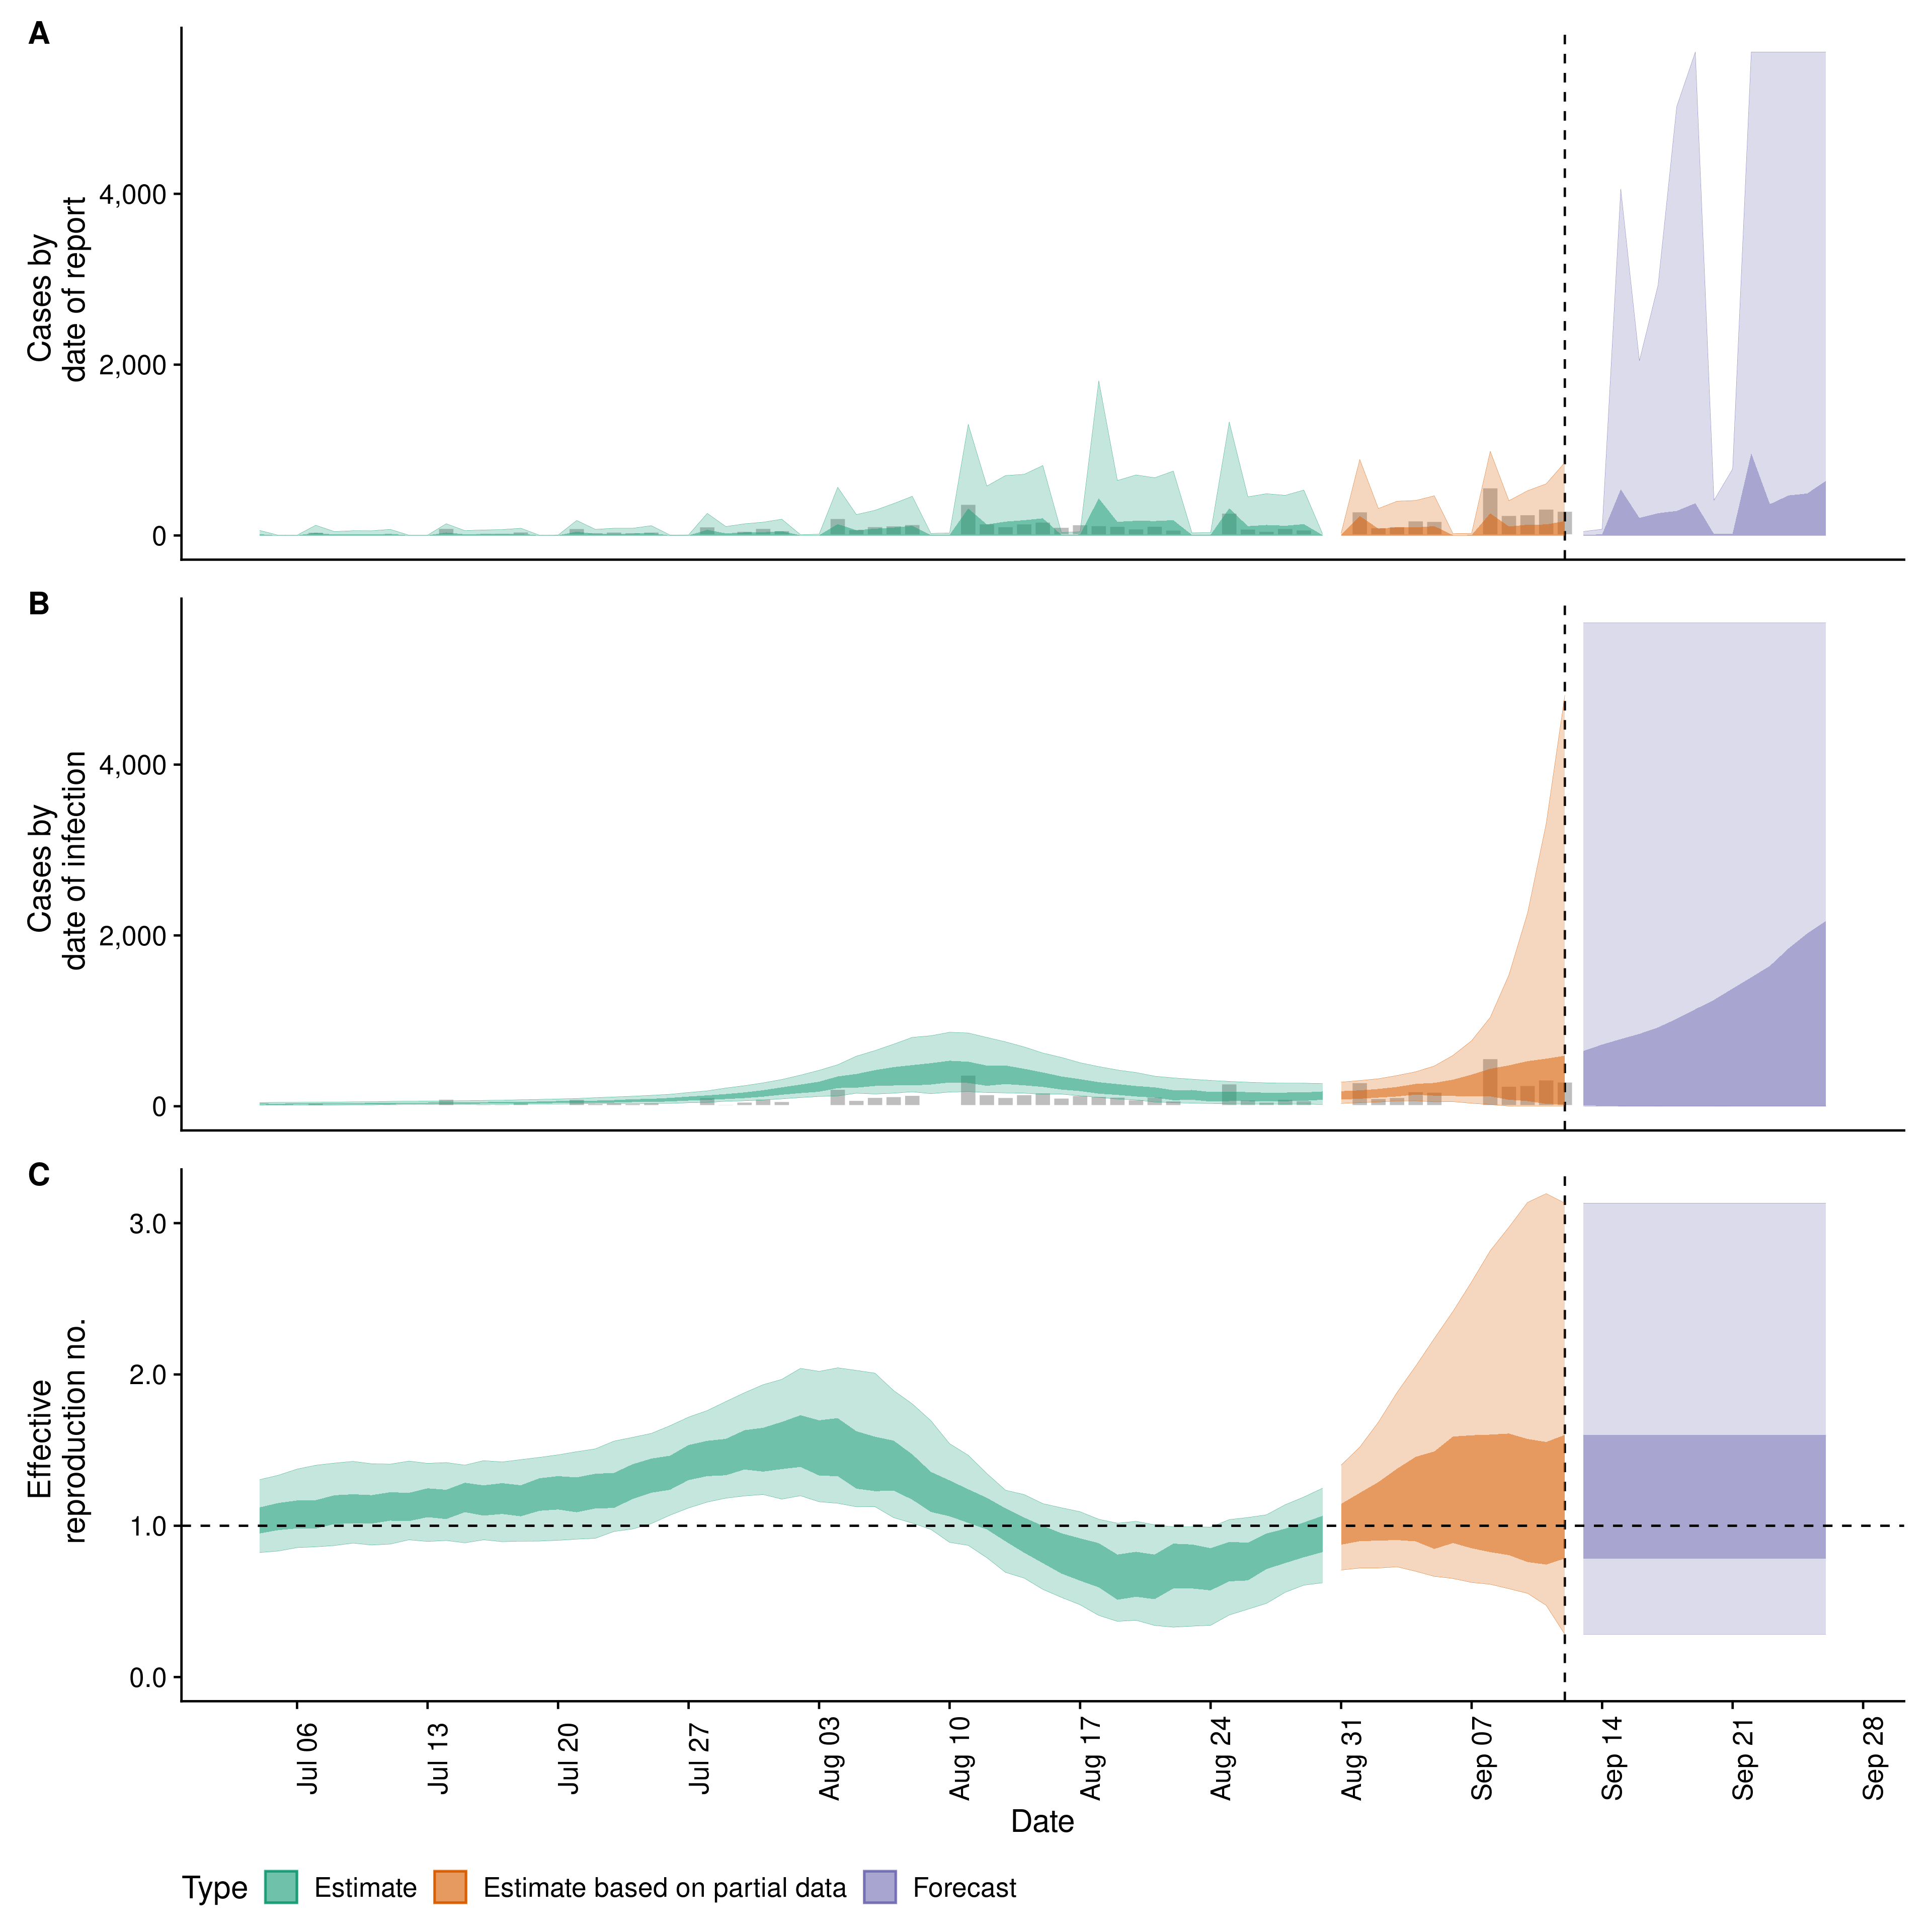 A
Cases by
date of report
4,000
2,000
0
B
Cases by
date of infection
4,000
2,000
0
C
Effective
reproduction no.
3.0
2.0
1.0
0.0
Jul 06
Jul 13
Jul 20
Jul 27
Aug 03
Aug 10
Aug 17
Aug 24
Aug 31
Sep 07
Sep 14
Sep 21
Sep 28
Date
Type Estimate Estimate based on partial data Forecast